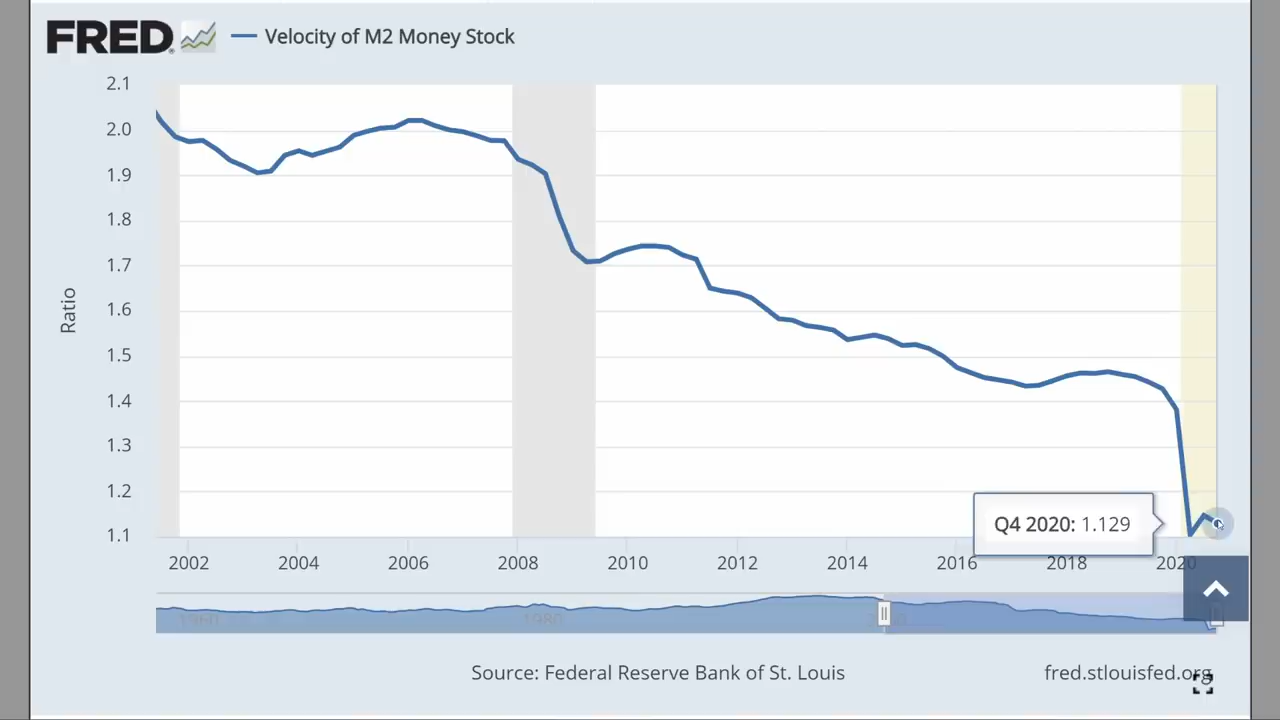 FRED
Velocity of M2 Money Stock
2.1
2.0
1.9
1.8
1.7
1.6
1.5
1.4
1.3
1.2
1.1
Ratio
Q4 2020: 1.129
2002 2004 2006 2008 2010 2012 2014 2016 2018 2020
1960 1980
Source: Federal Reserve Bank of St. Louis
fred.stlouisfed.org